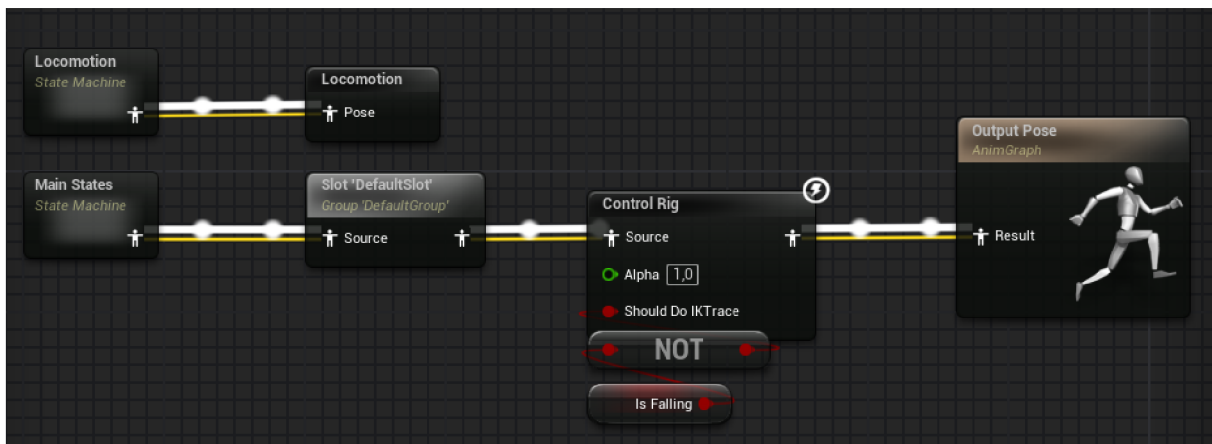 Locomotion
State Machine
Locomotion
Pose
Main States
State Machine
Slot 'DefaultSlot'
Group 'DefaultGroup'
Source
Control Rig
Source
Alpha 1,0
Should Do IKTrace
NOT
Is Falling
Output Pose
AnimGraph
Result